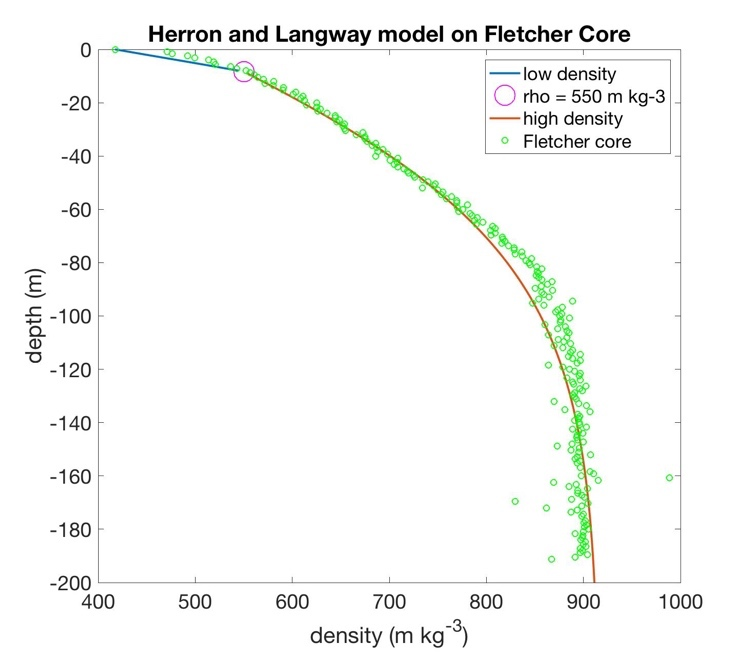 Herron and Langway model on Fletcher Core
low density
rho = 550 m kg-3
high density
Fletcher core
0
-20
-40
-60
-80
-100
-120
-140
-160
-180
-200
depth (m)
400 500 600 700 800 900 1000
density (m kg⁻³)